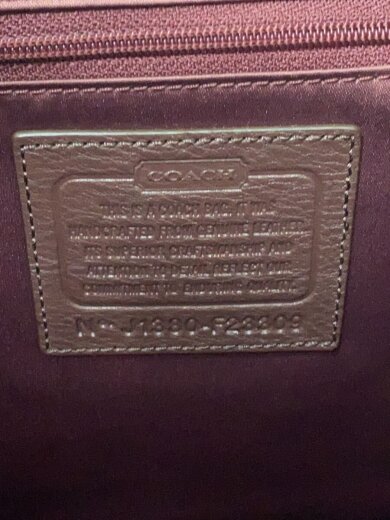 COACH
THIS IS A COACH BAG. IT WAS
HANDCRAFTED FROM GENUINE LEATHER.
ITS SUPERIOR CRAFTSMANSHIP AND
ATTENTION TO DETAIL REFLECT OUR
COMMITMENT TO ENDURING QUALITY.
Nº J1380-F23309